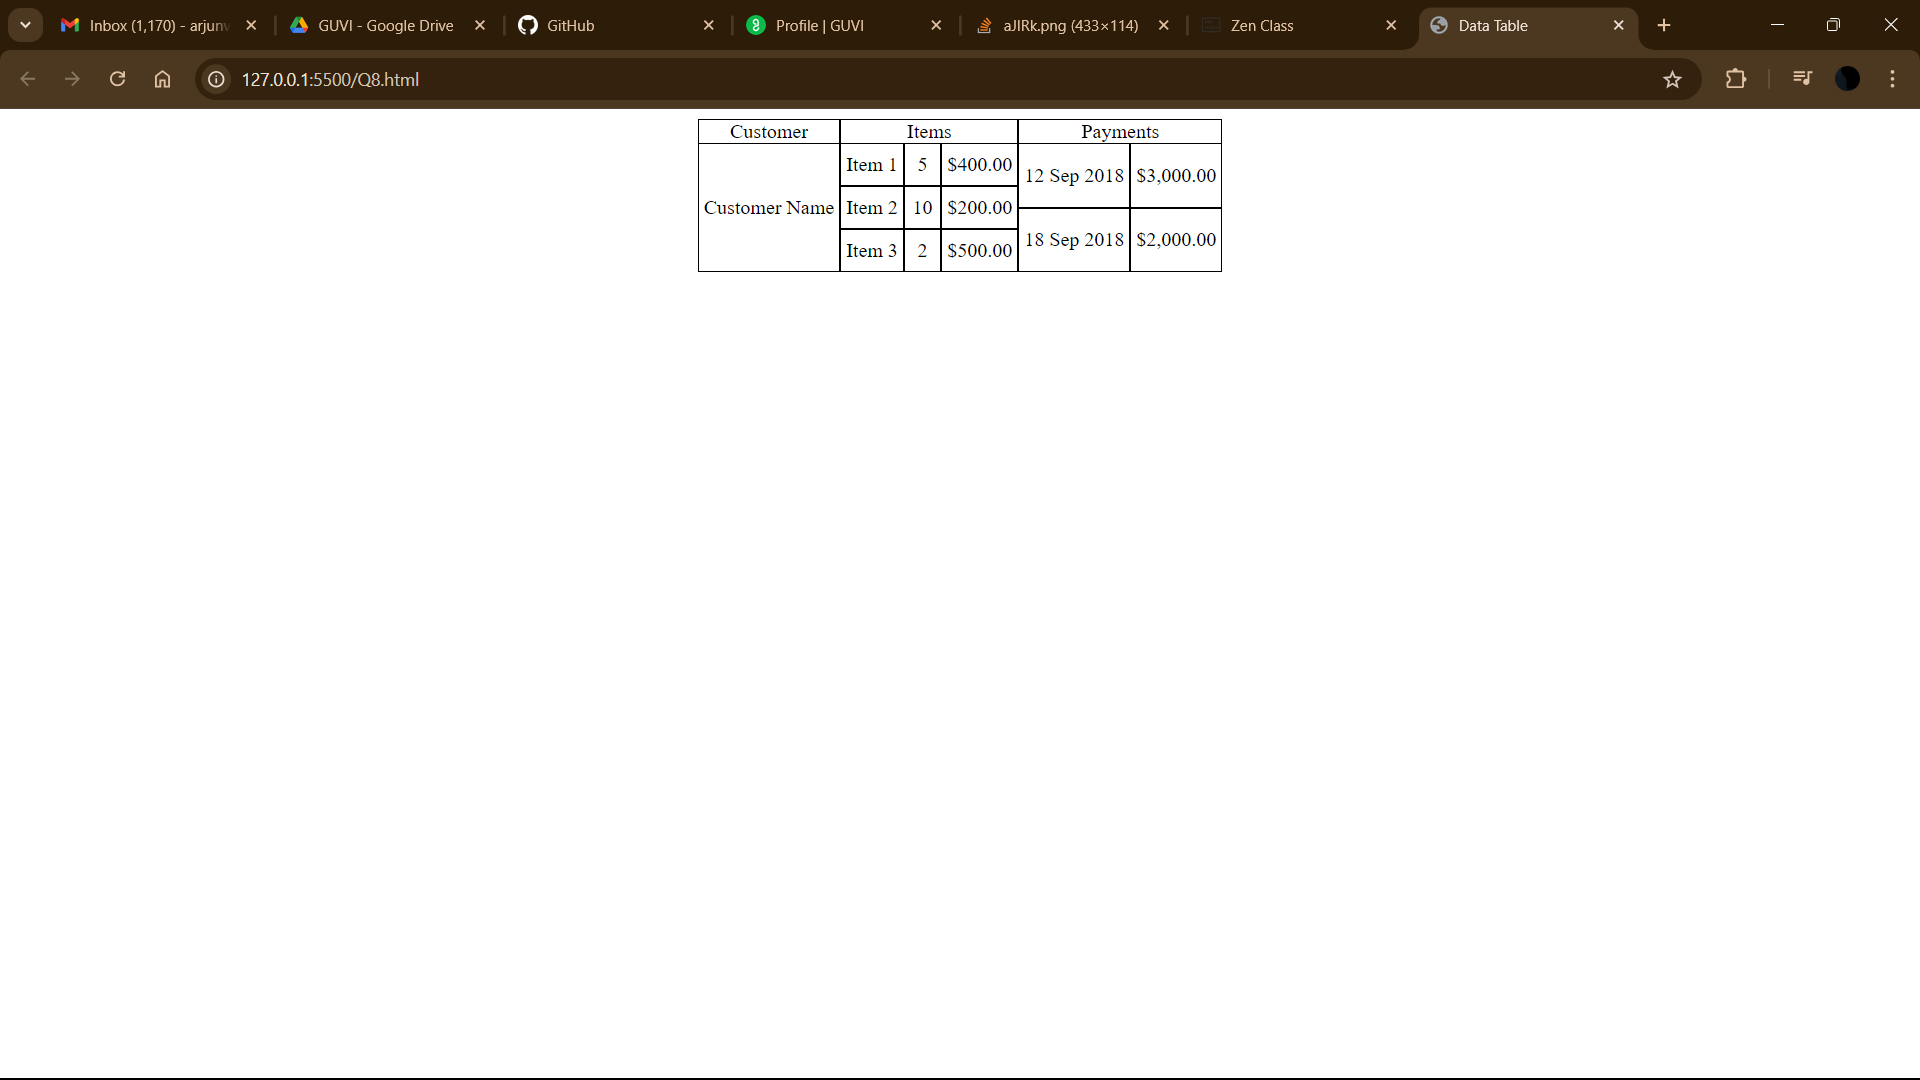 Inbox (1,170) - arjunv
GUVI - Google Drive
GitHub
Profile | GUVI
aJIRk.png (433×114)
Zen Class
Data Table
127.0.0.1:5500/Q8.html
Customer Items Payments
Customer Name
Item 1 5 $400.00
Item 2 10 $200.00
Item 3 2 $500.00
12 Sep 2018 $3,000.00
18 Sep 2018 $2,000.00